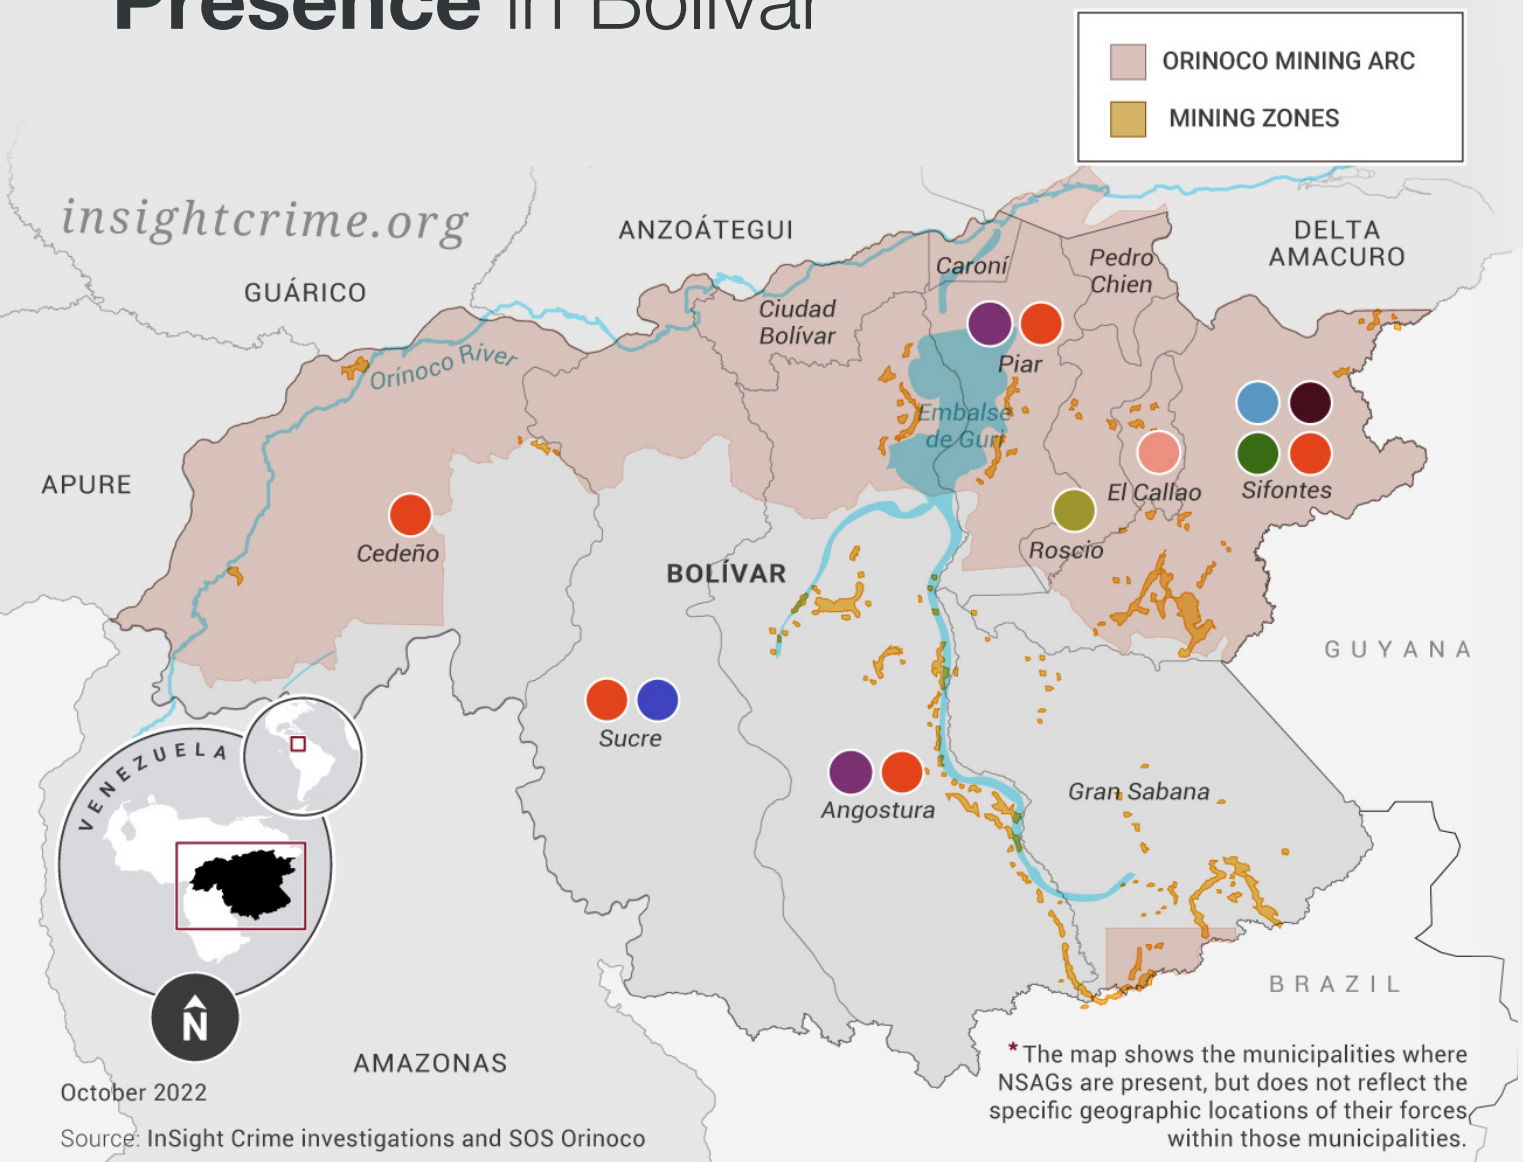 Presence in Bolívar
ORINOCO MINING ARC
MINING ZONES
insightcrime.org
ANZOÁTEGUI
DELTA
AMACURO
GUÁRICO
Caroní
Pedro
Chien
Ciudad
Bolívar
Orínoco River
Piar
Embalse
de Guri
APURE
El Callao
Sifontes
Cedeño
Roscio
BOLÍVAR
GUYANA
Sucre
VENEZUELA
Angostura
Gran Sabana
BRAZIL
N
AMAZONAS
* The map shows the municipalities where
NSAGs are present, but does not reflect the
specific geographic locations of their forces
within those municipalities.
October 2022
Source: InSight Crime investigations and SOS Orinoco